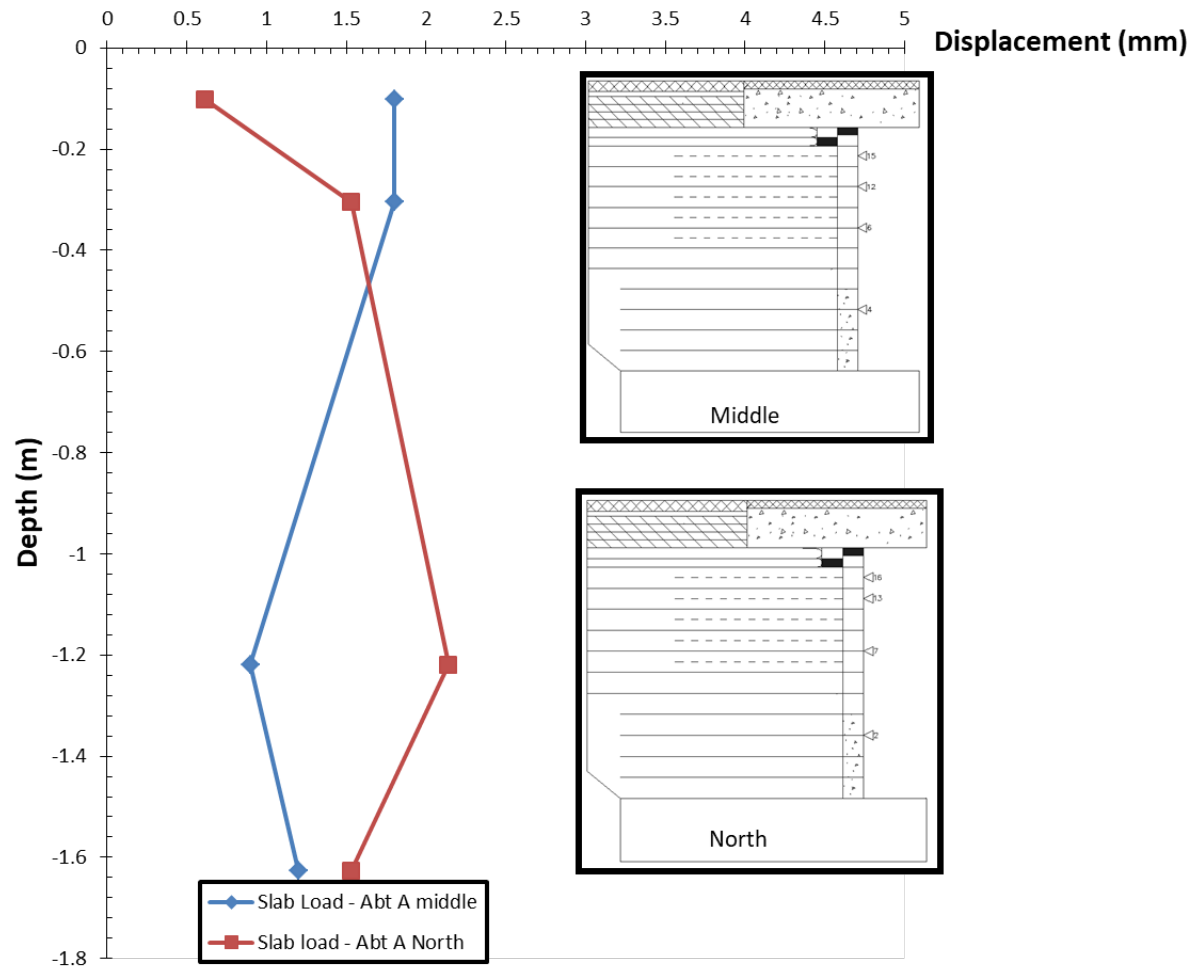 0 0.5 1 1.5 2 2.5 3 3.5 4 4.5 5
Displacement (mm)
0
-0.2
-0.4
-0.6
-0.8
-1
-1.2
-1.4
-1.6
-1.8
Depth (m)
15
12
6
4
Middle
16
13
7
2
North
Slab Load - Abt A middle
Slab load - Abt A North